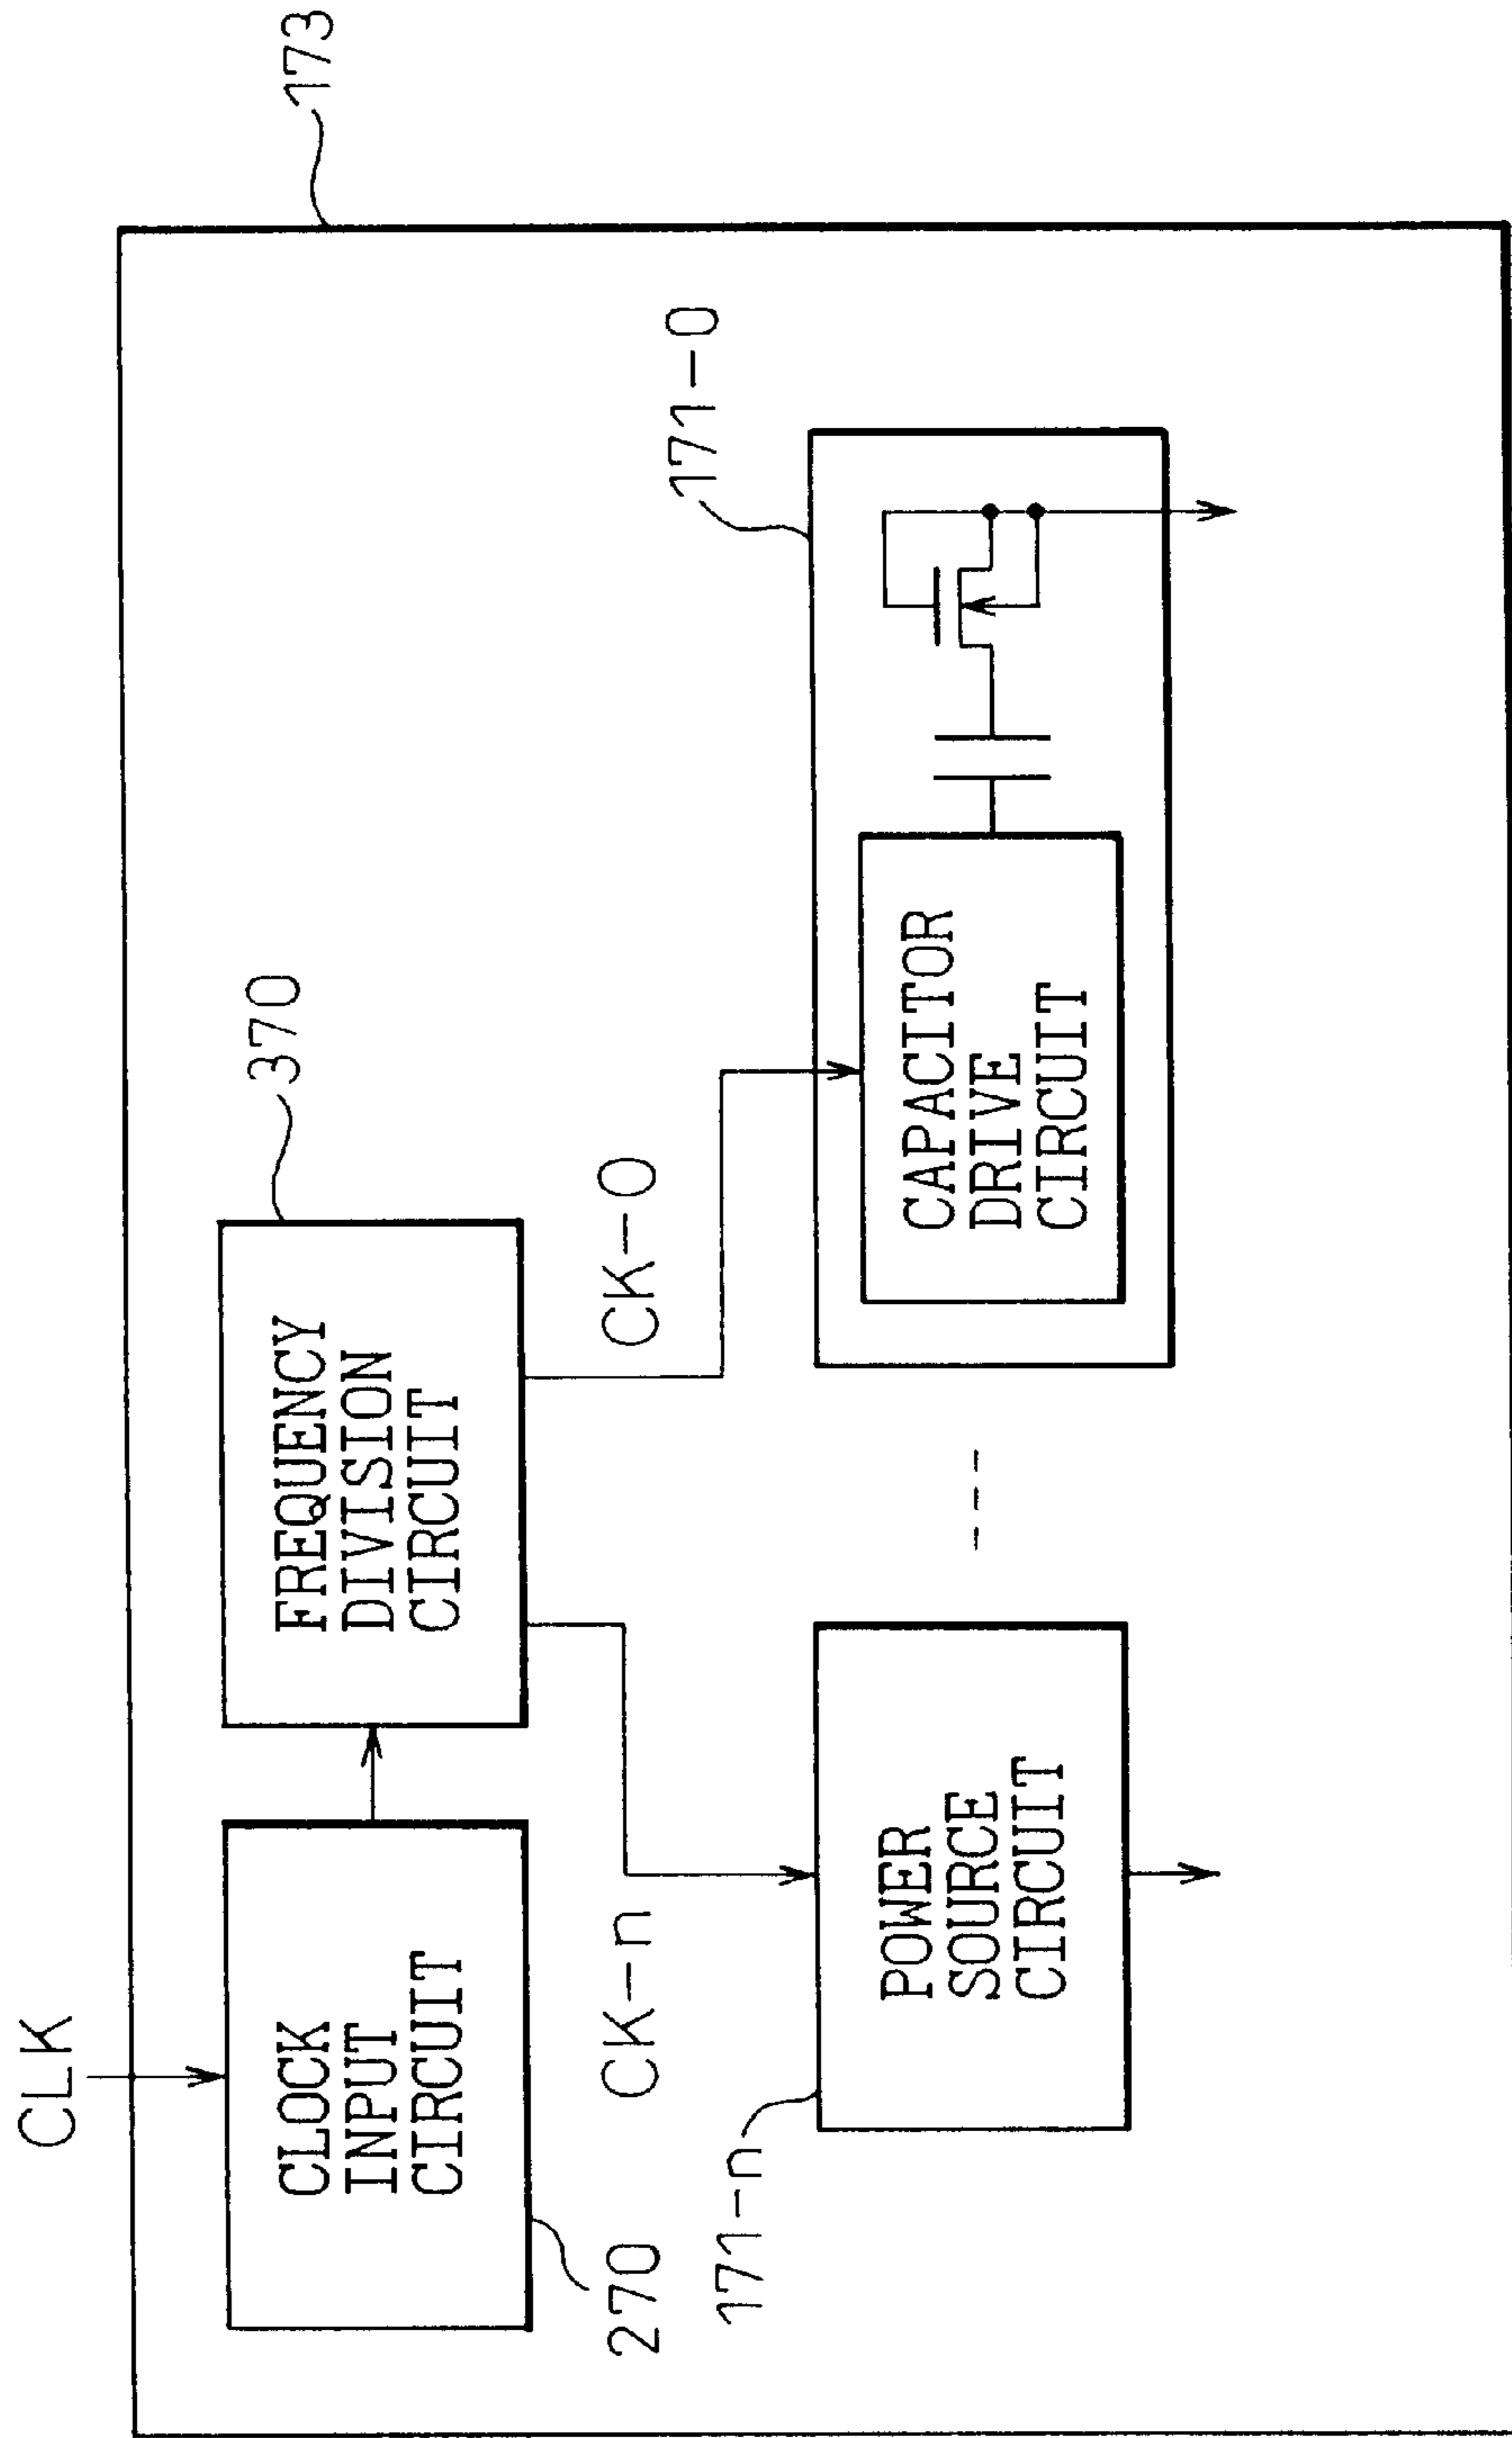 173
CLK
CLOCK
INPUT
CIRCUIT
270
FREQUENCY
DIVISION
CIRCUIT
370
CK-n
CK-0
171-n
POWER
SOURCE
CIRCUIT
---
171-0
CAPACITOR
DRIVE
CIRCUIT